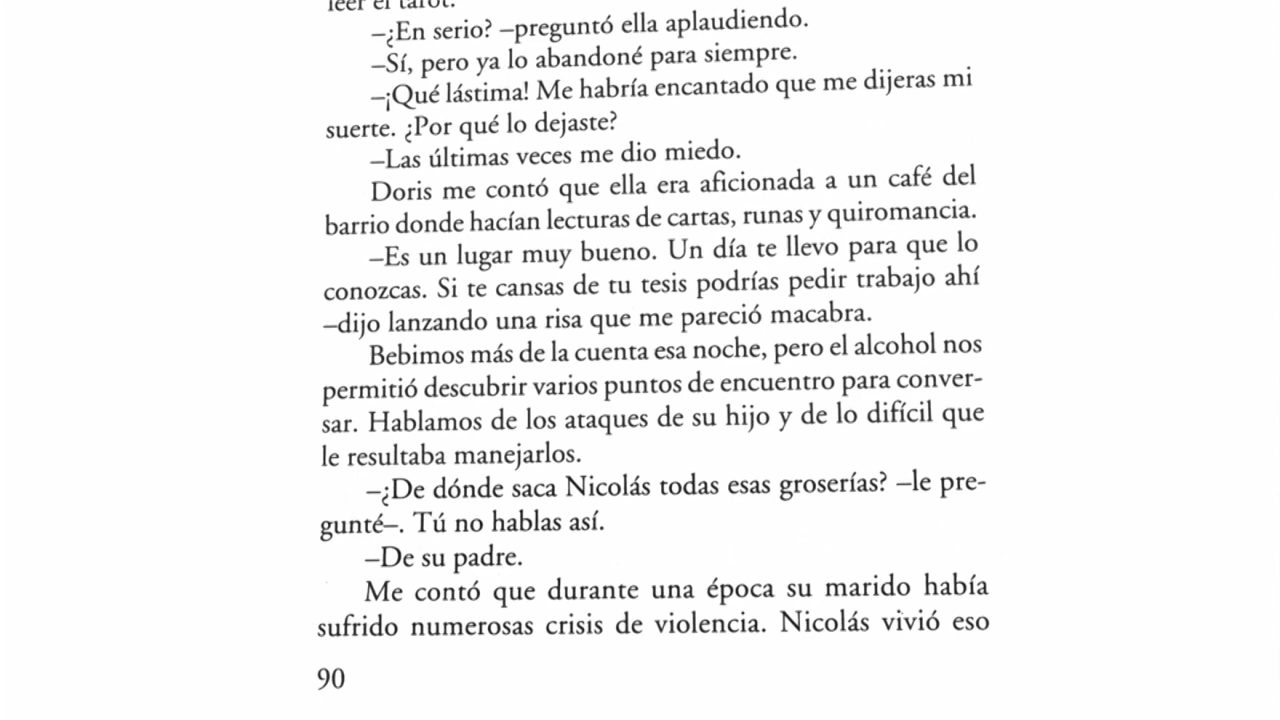 leer el tarot.
–¿En serio? –preguntó ella aplaudiendo.
–Sí, pero ya lo abandoné para siempre.
–¡Qué lástima! Me habría encantado que me dijeras mi
suerte. ¿Por qué lo dejaste?
–Las últimas veces me dio miedo.
Doris me contó que ella era aficionada a un café del
barrio donde hacían lecturas de cartas, runas y quiromancia.
–Es un lugar muy bueno. Un día te llevo para que lo
conozcas. Si te cansas de tu tesis podrías pedir trabajo ahí
–dijo lanzando una risa que me pareció macabra.
Bebimos más de la cuenta esa noche, pero el alcohol nos
permitió descubrir varios puntos de encuentro para conver-
sar. Hablamos de los ataques de su hijo y de lo difícil que
le resultaba manejarlos.
–¿De dónde saca Nicolás todas esas groserías? –le pre-
gunté–. Tú no hablas así.
–De su padre.
Me contó que durante una época su marido había
sufrido numerosas crisis de violencia. Nicolás vivió eso
90